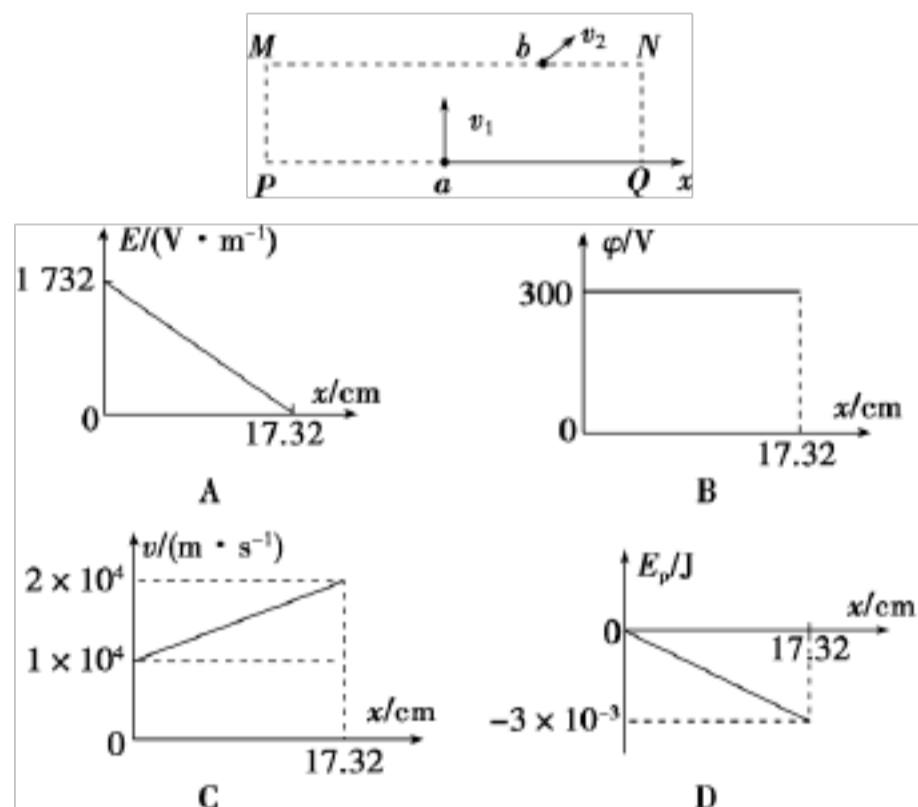 M b v₂ N
v₁
P a Q x
E/(V · m⁻¹)
1 732
x/cm
0
17.32
A
φ/V
300
x/cm
0
17.32
B
v/(m · s⁻¹)
2 × 10⁴
1 × 10⁴
x/cm
0
17.32
C
Eₚ/J
x/cm
0
17.32
−3 × 10⁻³
D